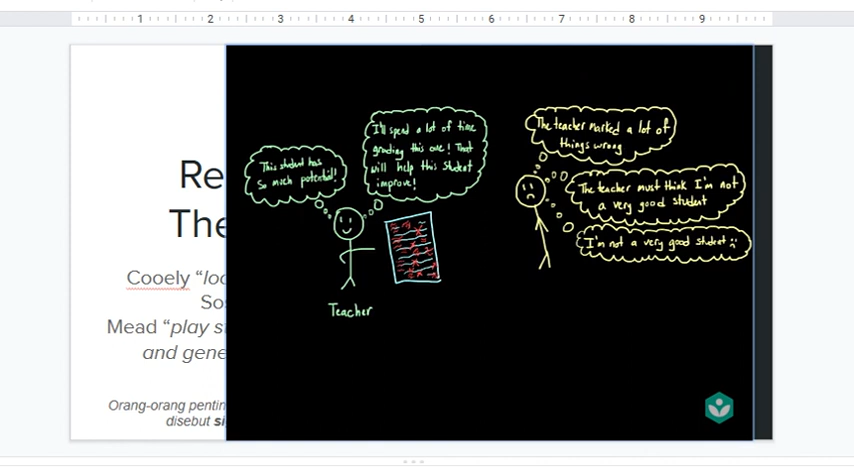 1 2 3 4 5 6 7 8 9
Re
The
Cooely “loo
Sos
Mead “play s
and gene
Orang-orang pentin
disebut si
This student has
so much potential!
I'll spend a lot of time
grading this one! That
will help this student
improve!
Teacher
The teacher marked a lot of
things wrong
The teacher must think I'm not
a very good student
I'm not a very good student :(